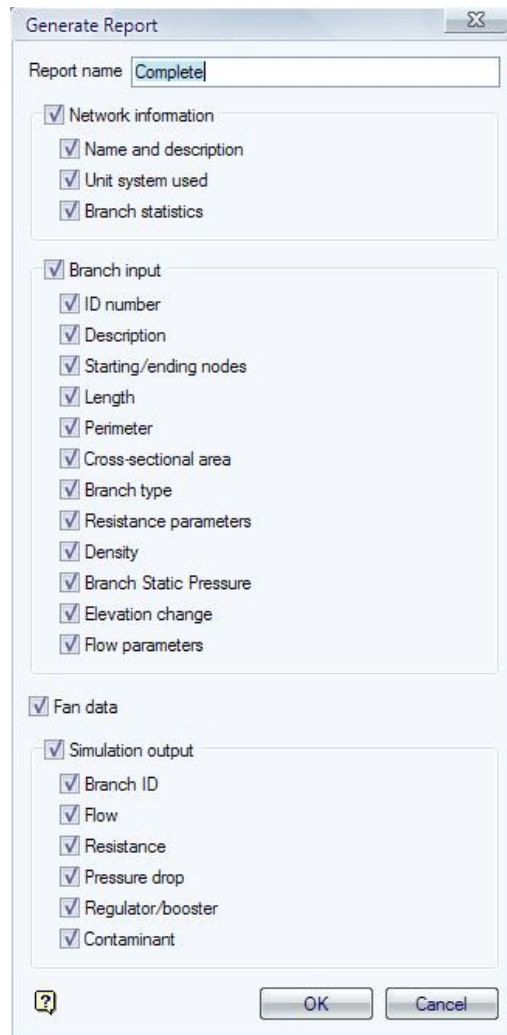 Generate Report
Report name Complete
Network information
Name and description
Unit system used
Branch statistics
Branch input
ID number
Description
Starting/ending nodes
Length
Perimeter
Cross-sectional area
Branch type
Resistance parameters
Density
Branch Static Pressure
Elevation change
Flow parameters
Fan data
Simulation output
Branch ID
Flow
Resistance
Pressure drop
Regulator/booster
Contaminant
? OK Cancel